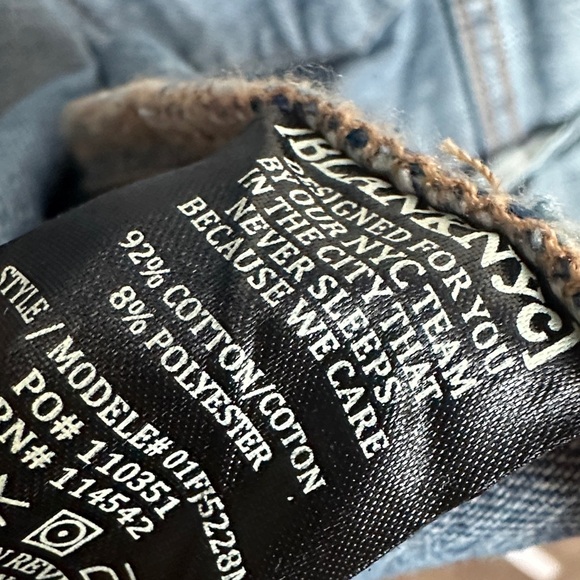 [BLANKNYC]
DESIGNED FOR YOU
BY OUR NYC TEAM
IN THE CITY THAT
NEVER SLEEPS
BECAUSE WE CARE
92% COTTON/COTON
8% POLYESTER
STYLE / MODELE# 01FF5228M
PO# 110351
RN# 114542